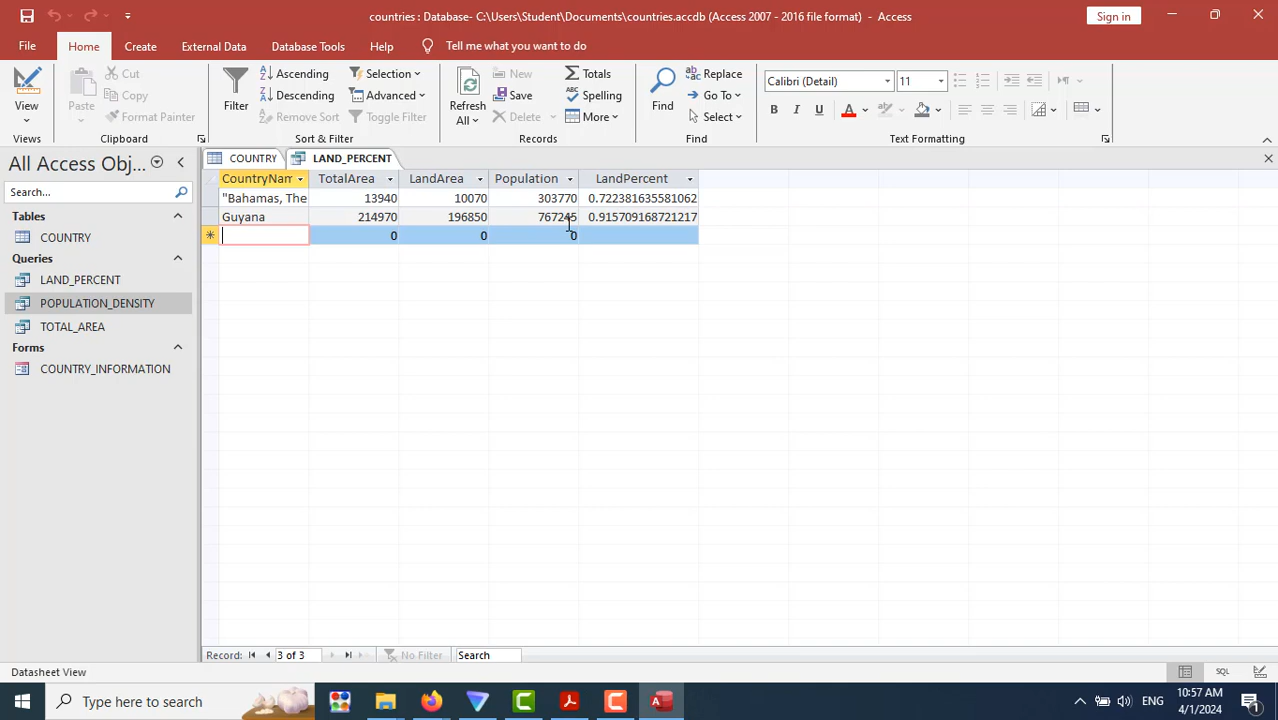 countries : Database- C:\Users\Student\Documents\countries.accdb (Access 2007 - 2016 file format) - Access
Sign in
File Home Create External Data Database Tools Help Tell me what you want to do
View
Views
Paste
Cut
Copy
Format Painter
Clipboard
Filter
Ascending
Descending
Remove Sort
Selection
Advanced
Toggle Filter
Sort & Filter
Refresh
All
New
Save
Delete
Totals
Spelling
More
Records
Find
Replace
Go To
Select
Find
Calibri (Detail) 11
B I U A
Text Formatting
All Access Obj...
Search...
Tables
COUNTRY
Queries
LAND_PERCENT
POPULATION_DENSITY
TOTAL_AREA
Forms
COUNTRY_INFORMATION
COUNTRY LAND_PERCENT
CountryNam TotalArea LandArea Population LandPercent
"Bahamas, The 13940 10070 303770 0.722381635581062
Guyana 214970 196850 767245 0.915709168721217
0 0 0
Record: 3 of 3 No Filter Search
Datasheet View SQL
Type here to search
ENG
10:57 AM
4/1/2024
1